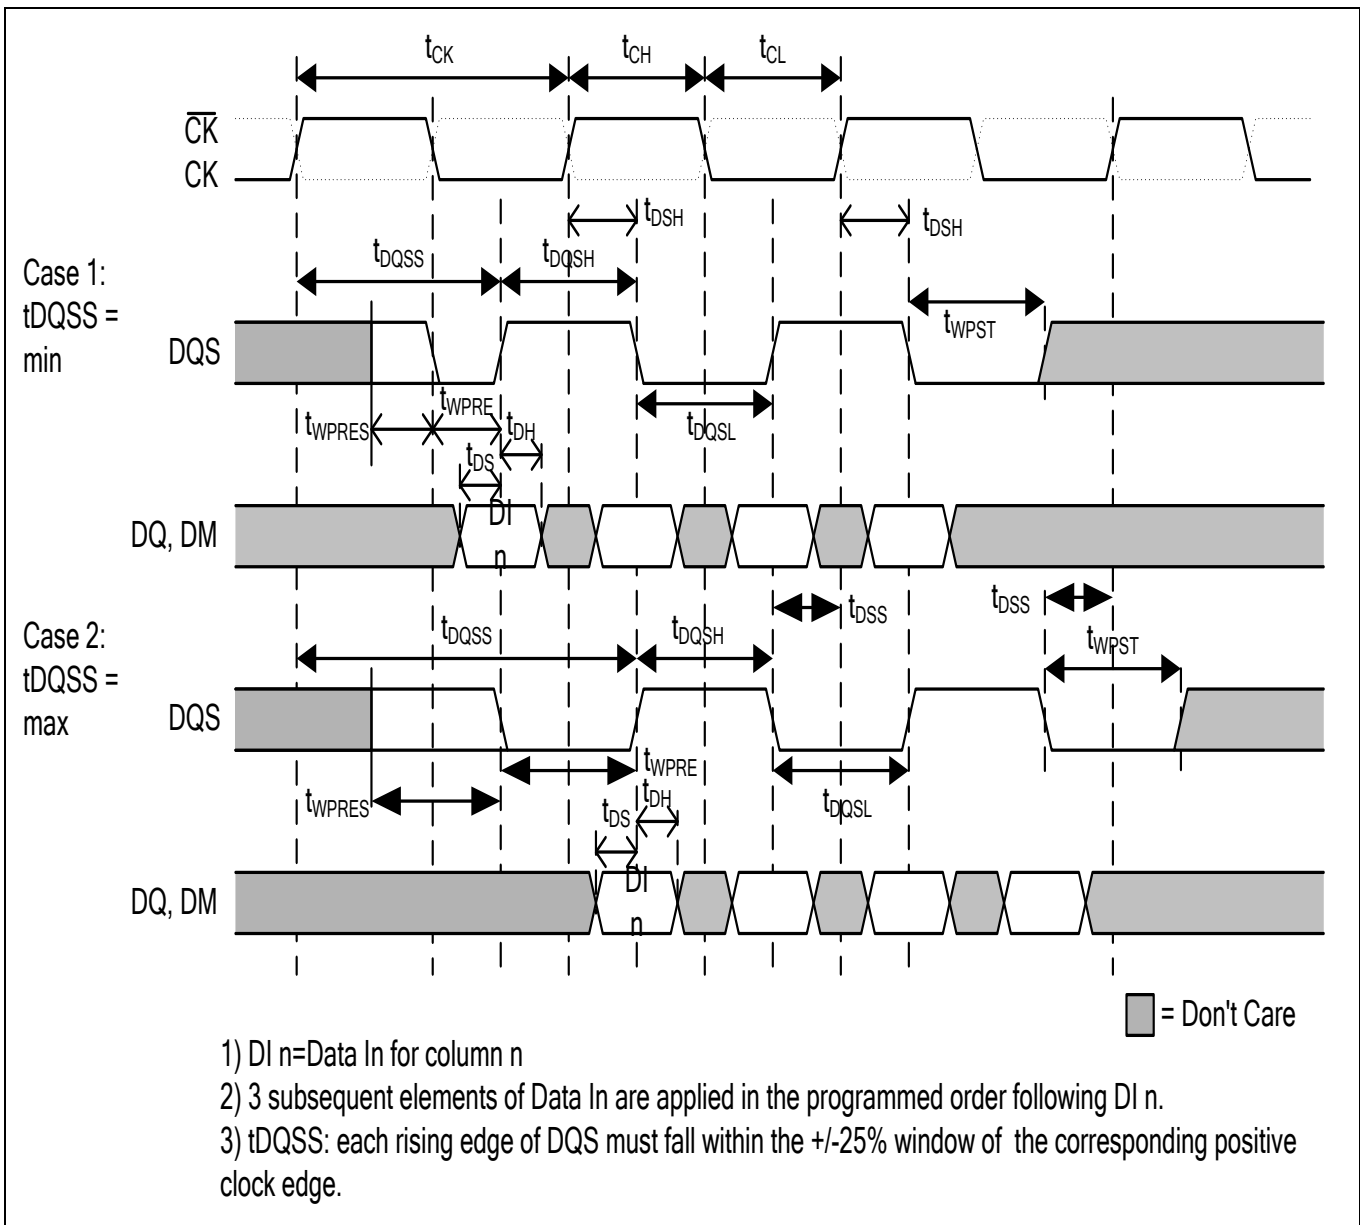 tCK tCH tCL
CK
CK
tDSH tDSH
tDQSS tDQSH
Case 1:
tDQSS =
min
DQS
tWPST
tWPRES tWPRE tDH tDQSL
tDS
DI
n
DQ, DM
tDSS tDSS
Case 2:
tDQSS =
max
tDQSS tDQSH tWPST
DQS
tWPRE
tWPRES tDS tDH tDQSL
DI
n
DQ, DM
= Don't Care
1) DI n=Data In for column n
2) 3 subsequent elements of Data In are applied in the programmed order following DI n.
3) tDQSS: each rising edge of DQS must fall within the +/-25% window of the corresponding positive
clock edge.